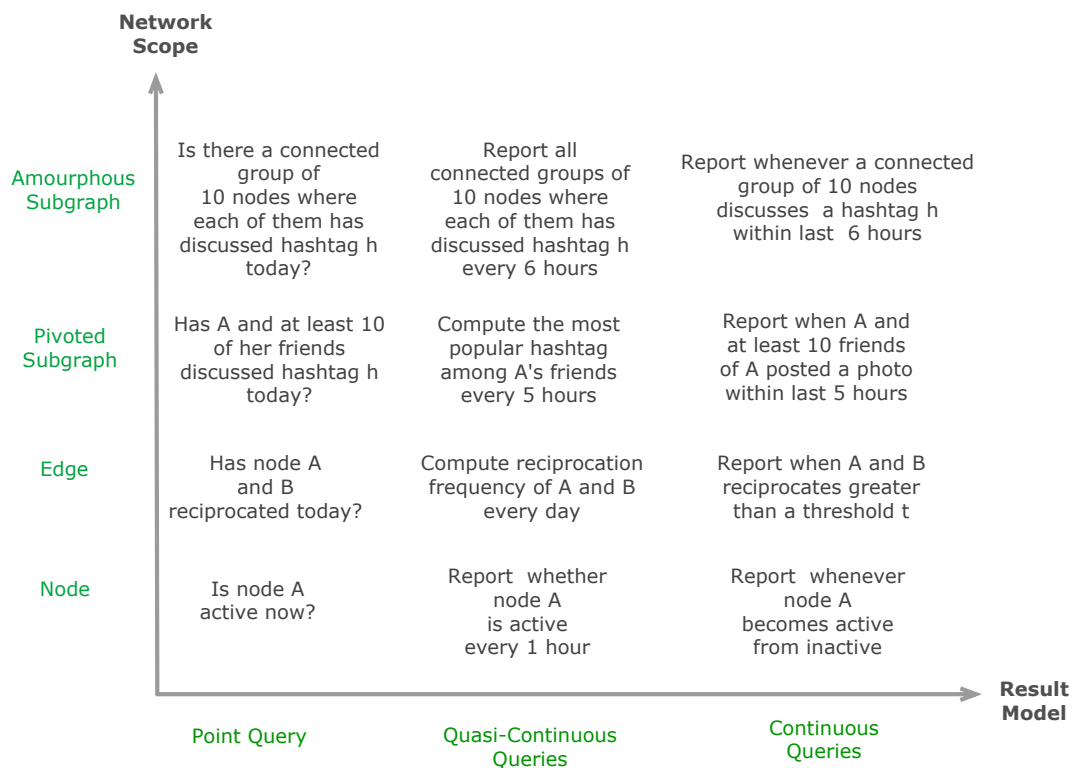 Network
Scope
Amourphous
Subgraph
Is there a connected
group of
10 nodes where
each of them has
discussed hashtag h
today?
Report all
connected groups of
10 nodes where
each of them has
discussed hashtag h
every 6 hours
Report whenever a connected
group of 10 nodes
discusses a hashtag h
within last 6 hours
Pivoted
Subgraph
Has A and at least 10
of her friends
discussed hashtag h
today?
Compute the most
popular hashtag
among A's friends
every 5 hours
Report when A and
at least 10 friends
of A posted a photo
within last 5 hours
Edge
Has node A
and B
reciprocated today?
Compute reciprocation
frequency of A and B
every day
Report when A and B
reciprocates greater
than a threshold t
Node
Is node A
active now?
Report whether
node A
is active
every 1 hour
Report whenever
node A
becomes active
from inactive
Result
Model
Point Query
Quasi-Continuous
Queries
Continuous
Queries